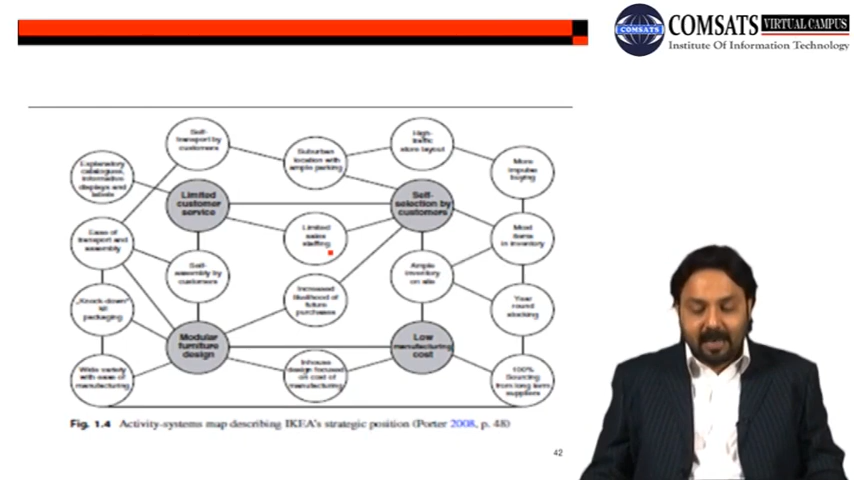 COMSATS
COMSATS VIRTUAL CAMPUS
Institute Of Information Technology
Self-
transport by
customers
High-
traffic
store layout
Suburban
location with
ample parking
Explanatory
catalogues,
informative
displays and
labels
More
impulse
buying
Limited
customer
service
Self-
selection by
customers
Limited
sales
staffing
Ease of
transport and
assembly
Most
items
in inventory
Self-
assembly by
customers
Ample
inventory
on site
Increased
likelihood of
future
purchases
„Knock-down"
kit
packaging
Year
round
stocking
Modular
furniture
design
Low
manufacturing
cost
Wide variety
with ease of
manufacturing
Inhouse
design focused
on cost of
manufacturing
100%
Sourcing
from long term
suppliers
Fig. 1.4 Activity-systems map describing IKEA's strategic position (Porter 2008, p. 48)
42